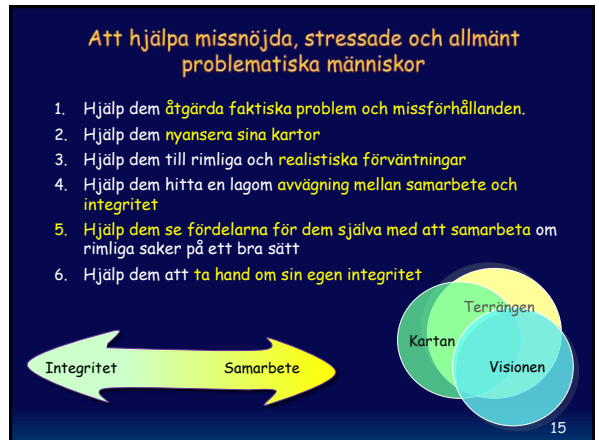 Att hjälpa missnöjda, stressade och allmänt
problematiska människor
1. Hjälp dem åtgärda faktiska problem och missförhållanden.
2. Hjälp dem nyansera sina kartor
3. Hjälp dem till rimliga och realistiska förväntningar
4. Hjälp dem hitta en lagom avvägning mellan samarbete och
integritet
5. Hjälp dem se fördelarna för dem själva med att samarbeta om
rimliga saker på ett bra sätt
6. Hjälp dem att ta hand om sin egen integritet
Terrängen
Kartan
Visionen
Integritet
Samarbete
15